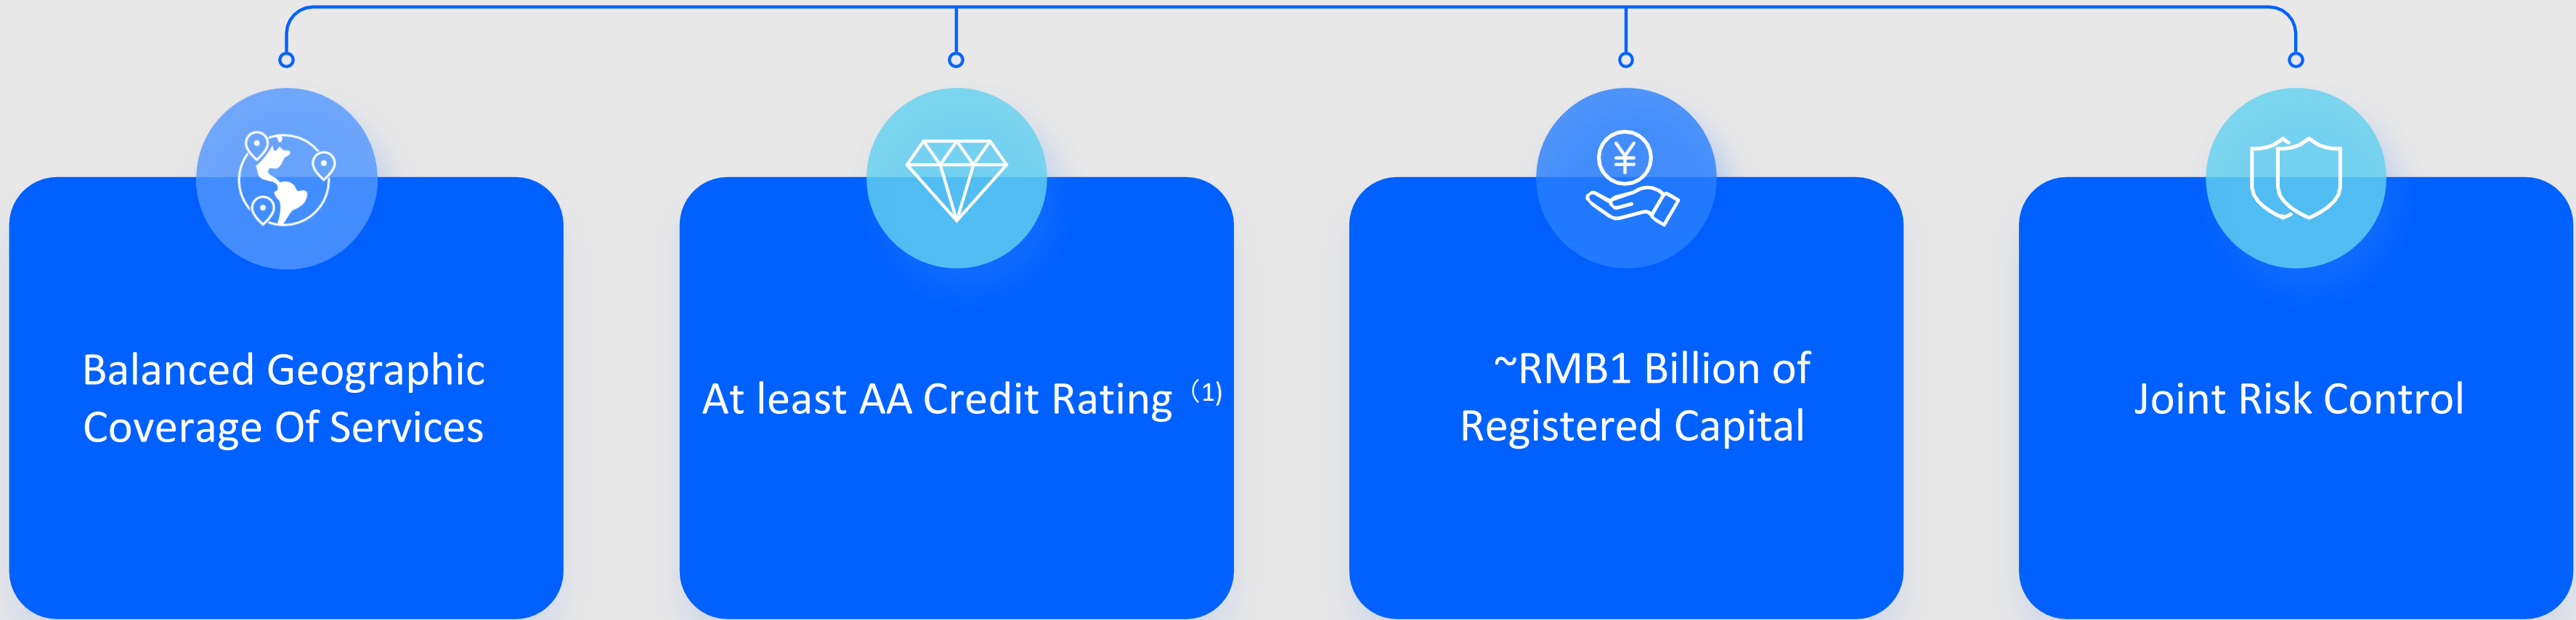 Balanced Geographic
Coverage Of Services
At least AA Credit Rating （1)
~RMB1 Billion of
Registered Capital
Joint Risk Control